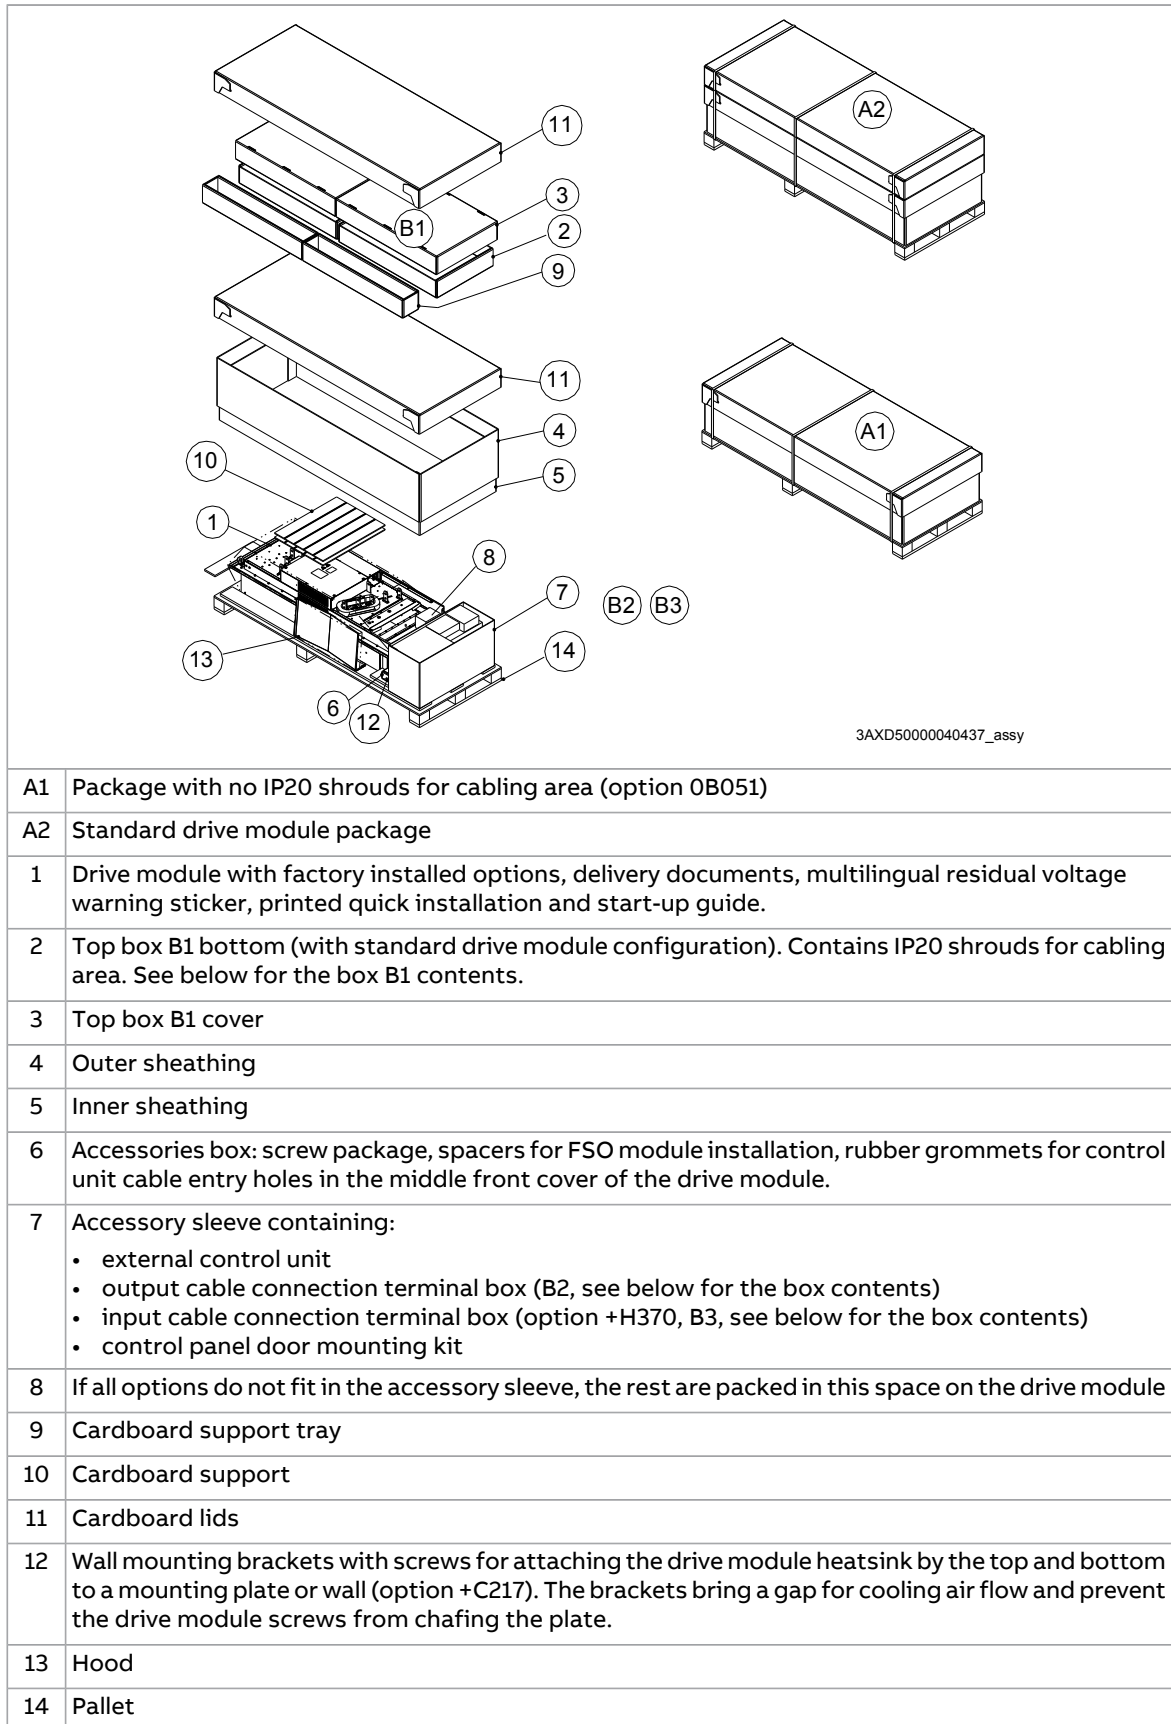 11
A2
3
B1
2
9
11
A1
4
10
5
1
8
7
B2
B3
13
14
6
12
3AXD50000040437_assy
A1 Package with no IP20 shrouds for cabling area (option 0B051)
A2 Standard drive module package
1 Drive module with factory installed options, delivery documents, multilingual residual voltage
warning sticker, printed quick installation and start-up guide.
2 Top box B1 bottom (with standard drive module configuration). Contains IP20 shrouds for cabling
area. See below for the box B1 contents.
3 Top box B1 cover
4 Outer sheathing
5 Inner sheathing
6 Accessories box: screw package, spacers for FSO module installation, rubber grommets for control
unit cable entry holes in the middle front cover of the drive module.
7 Accessory sleeve containing:
• external control unit
• output cable connection terminal box (B2, see below for the box contents)
• input cable connection terminal box (option +H370, B3, see below for the box contents)
• control panel door mounting kit
8 If all options do not fit in the accessory sleeve, the rest are packed in this space on the drive module
9 Cardboard support tray
10 Cardboard support
11 Cardboard lids
12 Wall mounting brackets with screws for attaching the drive module heatsink by the top and bottom
to a mounting plate or wall (option +C217). The brackets bring a gap for cooling air flow and prevent
the drive module screws from chafing the plate.
13 Hood
14 Pallet